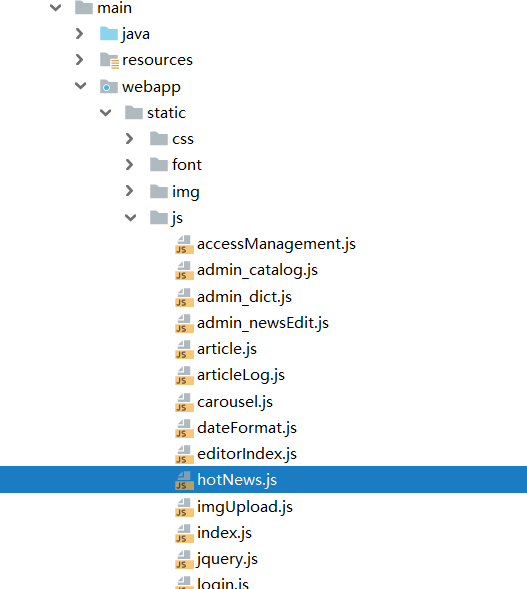 main
java
resources
webapp
static
css
font
img
js
accessManagement.js
admin_catalog.js
admin_dict.js
admin_newsEdit.js
article.js
articleLog.js
carousel.js
dateFormat.js
editorIndex.js
hotNews.js
imgUpload.js
index.js
jquery.js
login.js